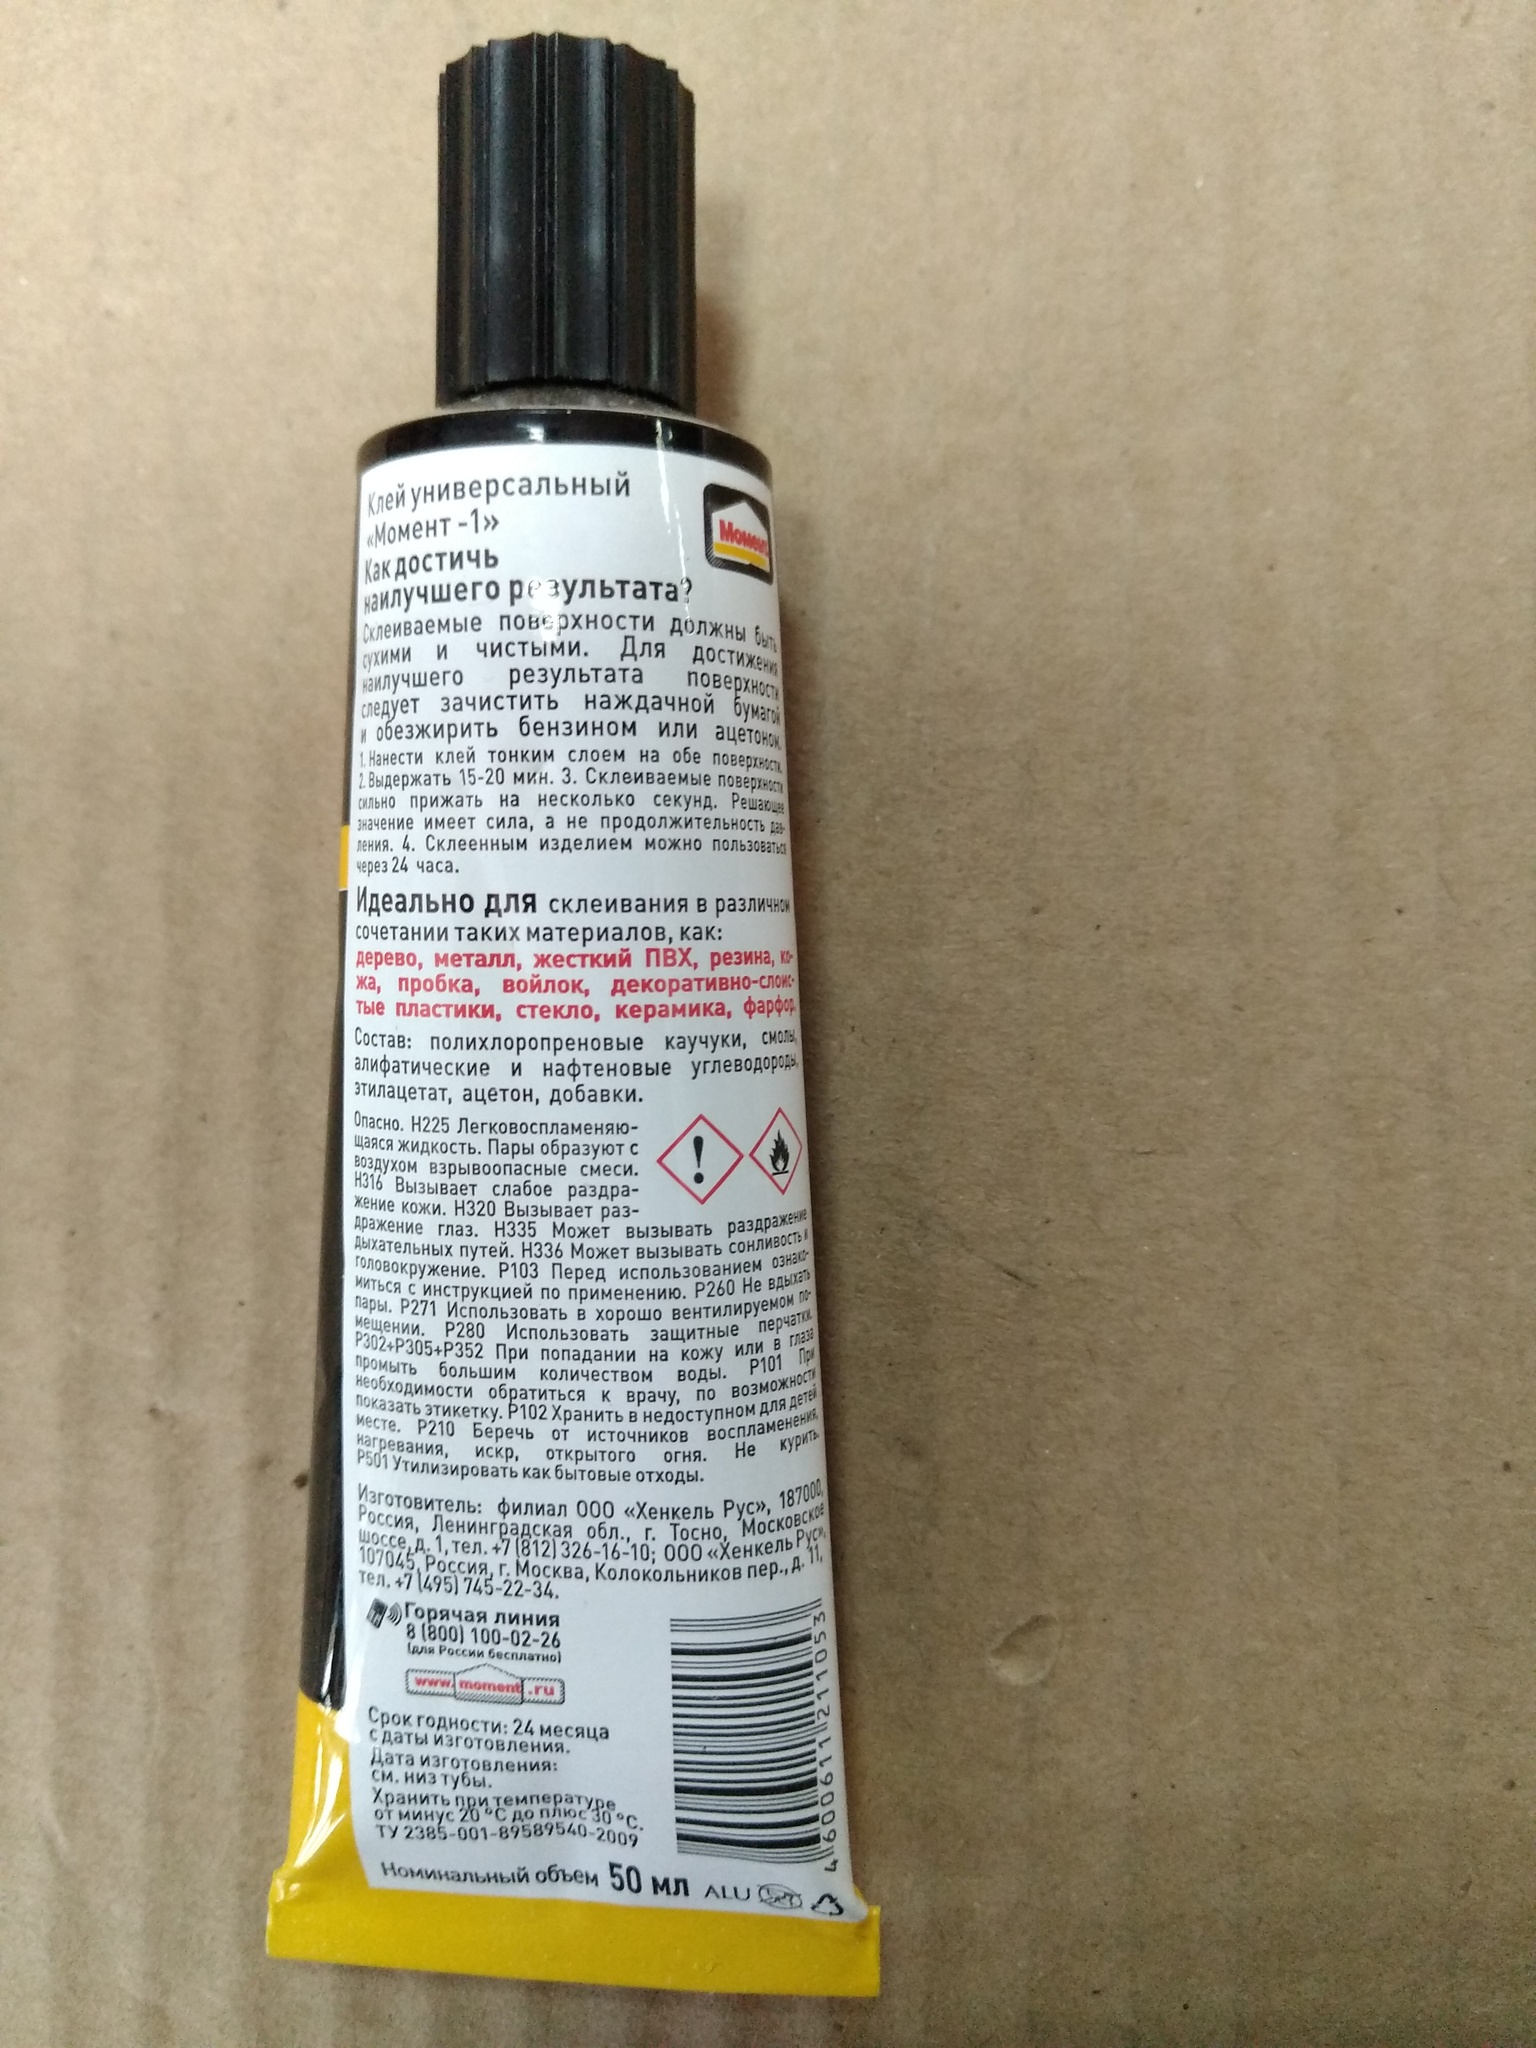 Клей универсальный
«Момент -1»
Момент
Как достичь
наилучшего результата?
Склеиваемые поверхности должны быть
сухими и чистыми. Для достижения
наилучшего результата поверхности
следует зачистить наждачной бумагой
и обезжирить бензином или ацетоном.
1. Нанести клей тонким слоем на обе поверхности.
2. Выдержать 15-20 мин. 3. Склеиваемые поверхности
сильно прижать на несколько секунд. Решающее
значение имеет сила, а не продолжительность дав-
ления. 4. Склеенным изделием можно пользоваться
через 24 часа.
Идеально для склеивания в различном
сочетании таких материалов, как:
дерево, металл, жесткий ПВХ, резина, ко-
жа, пробка, войлок, декоративно-слоис-
тые пластики, стекло, керамика, фарфор.
Состав: полихлоропреновые каучуки, смолы,
алифатические и нафтеновые углеводороды,
этилацетат, ацетон, добавки.
Опасно. H225 Легковоспламеняю-
щаяся жидкость. Пары образуют с
воздухом взрывоопасные смеси.
H316 Вызывает слабое раздра-
жение кожи. H320 Вызывает раз-
дражение глаз. H335 Может вызывать раздражение
дыхательных путей. H336 Может вызывать сонливость и
головокружение. P103 Перед использованием ознако-
миться с инструкцией по применению. P260 Не вдыхать
пары. P271 Использовать в хорошо вентилируемом по-
мещении. P280 Использовать защитные перчатки.
P302+P305+P352 При попадании на кожу или в глаза
промыть большим количеством воды. P101 При
необходимости обратиться к врачу, по возможности
показать этикетку. P102 Хранить в недоступном для детей
месте. P210 Беречь от источников воспламенения,
нагревания, искр, открытого огня. Не курить.
P501 Утилизировать как бытовые отходы.
Изготовитель: филиал ООО «Хенкель Рус», 187000,
Россия, Ленинградская обл., г. Тосно, Московское
шоссе, д. 1, тел. +7 (812) 326-16-10; ООО «Хенкель Рус»,
107045, Россия, г. Москва, Колокольников пер., д. 11,
тел. +7 (495) 745-22-34.
Горячая линия
8 (800) 100-02-26
(для России бесплатно)
www.moment.ru
Срок годности: 24 месяца
с даты изготовления.
Дата изготовления:
см. низ тубы.
Хранить при температуре
от минус 20 °C до плюс 30 °C.
ТУ 2385-001-89589540-2009
4 600611 211053
Номинальный объем 50 мл ALU